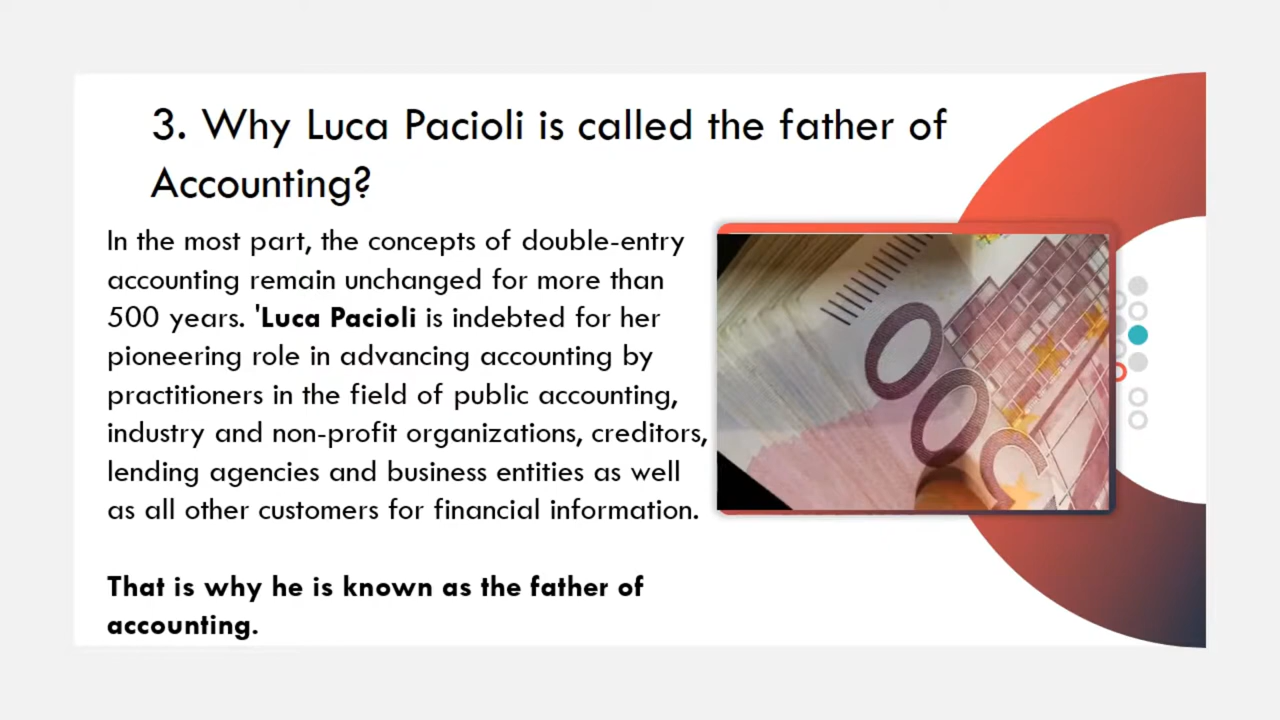 3. Why Luca Pacioli is called the father of
Accounting?
In the most part, the concepts of double-entry
accounting remain unchanged for more than
500 years. 'Luca Pacioli is indebted for her
pioneering role in advancing accounting by
practitioners in the field of public accounting,
industry and non-profit organizations, creditors,
lending agencies and business entities as well
as all other customers for financial information.
That is why he is known as the father of
accounting.